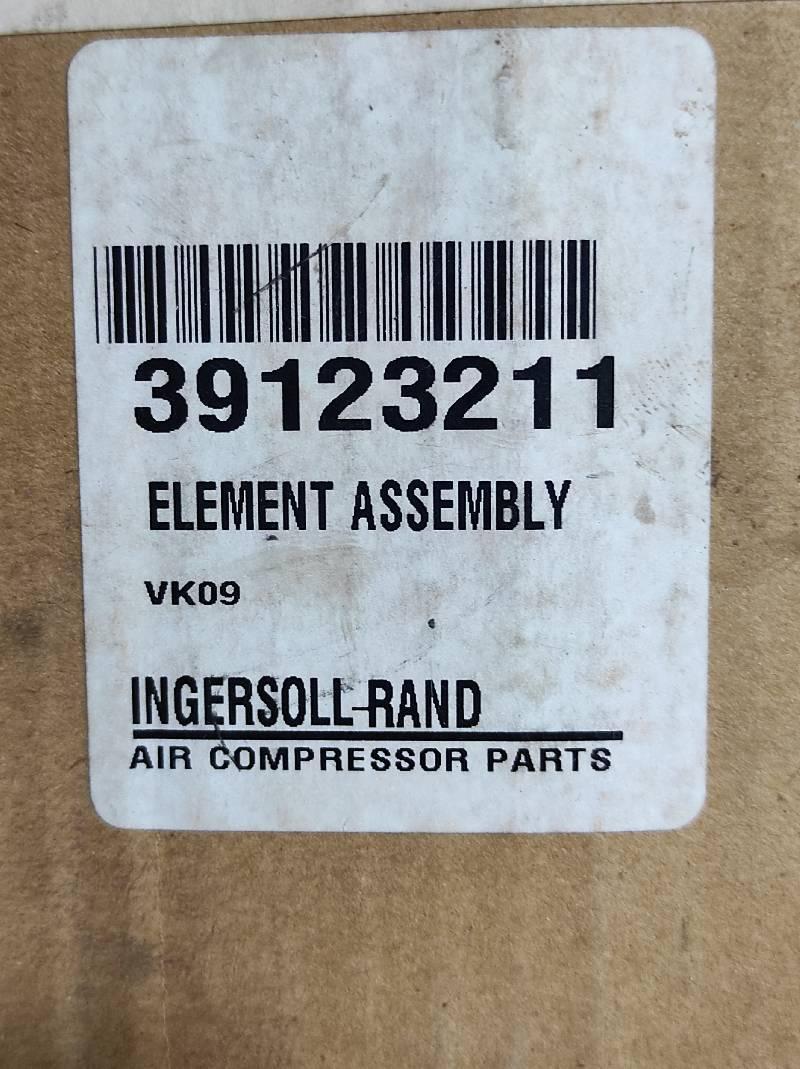 39123211
ELEMENT ASSEMBLY
VK09
INGERSOLL-RAND
AIR COMPRESSOR PARTS